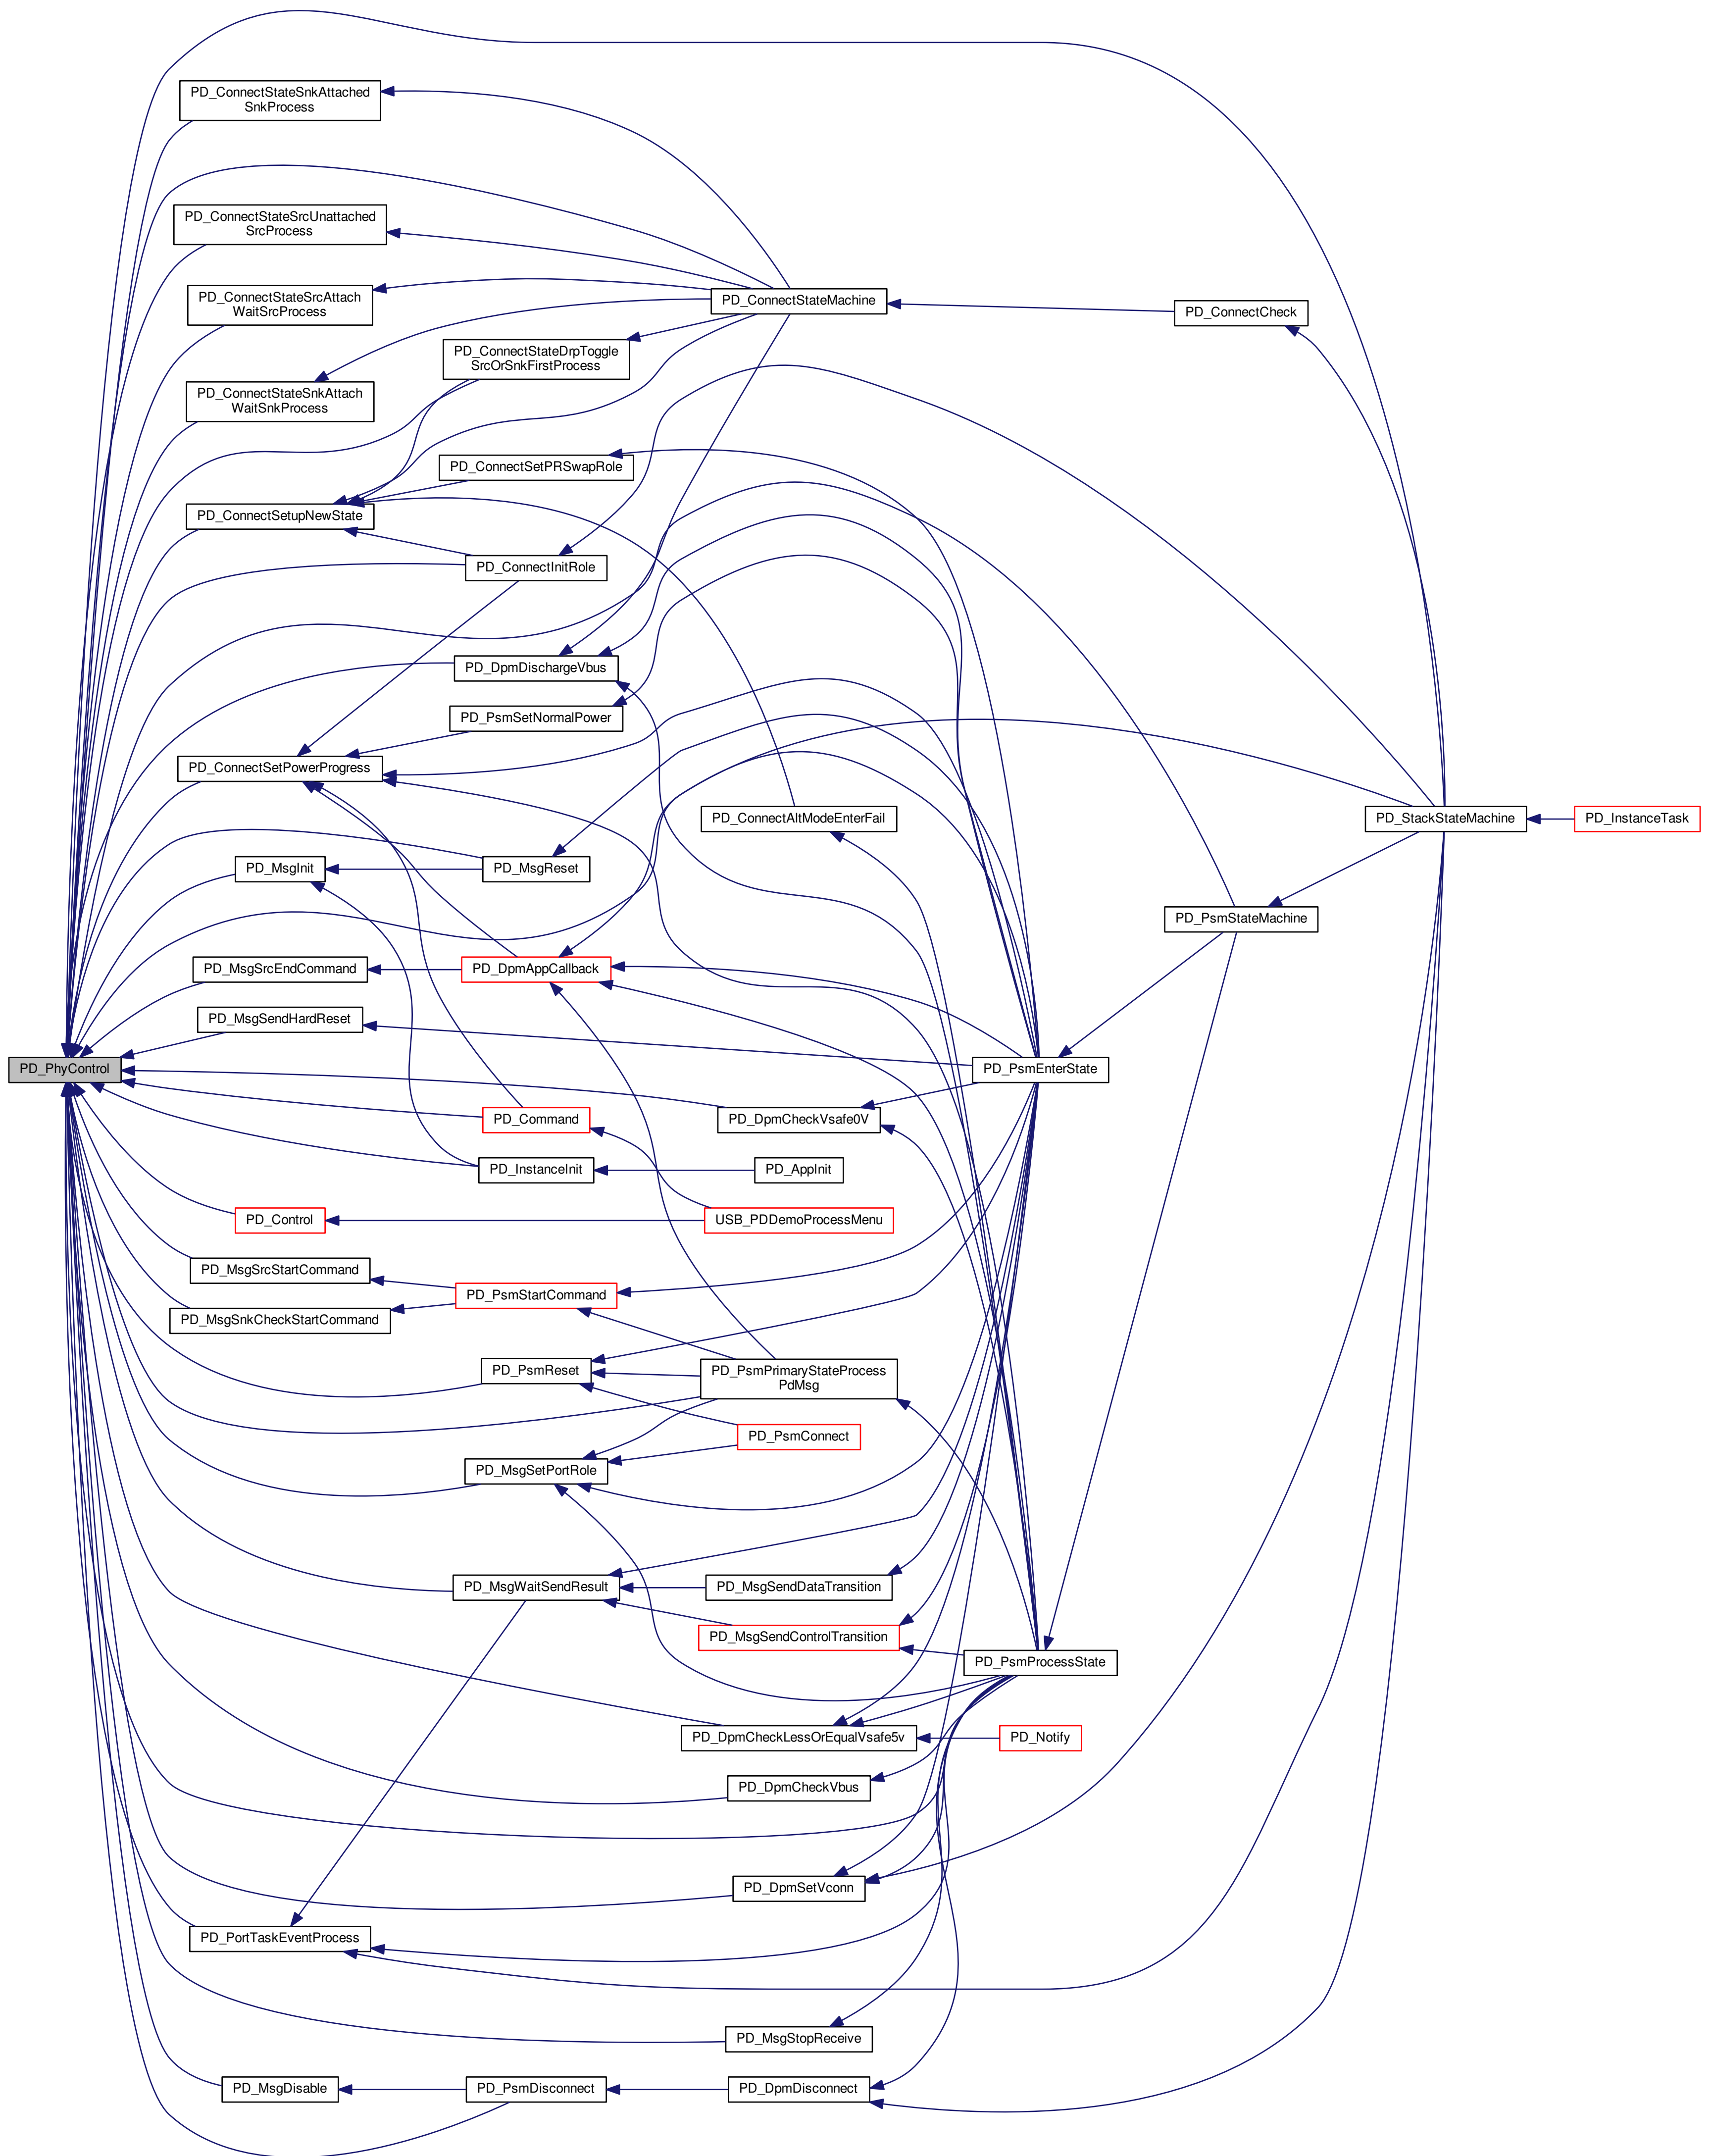 PD_ConnectStateSnkAttached
SnkProcess
PD_ConnectStateSrcUnattached
SrcProcess
PD_ConnectStateSrcAttach
WaitSrcProcess
PD_ConnectStateMachine
PD_ConnectCheck
PD_ConnectStateDrpToggle
SrcOrSnkFirstProcess
PD_ConnectStateSnkAttach
WaitSnkProcess
PD_ConnectSetPRSwapRole
PD_ConnectSetupNewState
PD_ConnectInitRole
PD_DpmDischargeVbus
PD_PsmSetNormalPower
PD_ConnectSetPowerProgress
PD_ConnectAltModeEnterFail
PD_StackStateMachine
PD_InstanceTask
PD_MsgInit
PD_MsgReset
PD_PsmStateMachine
PD_MsgSrcEndCommand
PD_DpmAppCallback
PD_MsgSendHardReset
PD_PhyControl
PD_PsmEnterState
PD_Command
PD_DpmCheckVsafe0V
PD_InstanceInit
PD_AppInit
PD_Control
USB_PDDemoProcessMenu
PD_MsgSrcStartCommand
PD_PsmStartCommand
PD_MsgSnkCheckStartCommand
PD_PsmReset
PD_PsmPrimaryStateProcess
PdMsg
PD_PsmConnect
PD_MsgSetPortRole
PD_MsgWaitSendResult
PD_MsgSendDataTransition
PD_MsgSendControlTransition
PD_PsmProcessState
PD_DpmCheckLessOrEqualVsafe5v
PD_Notify
PD_DpmCheckVbus
PD_DpmSetVconn
PD_PortTaskEventProcess
PD_MsgStopReceive
PD_MsgDisable
PD_PsmDisconnect
PD_DpmDisconnect